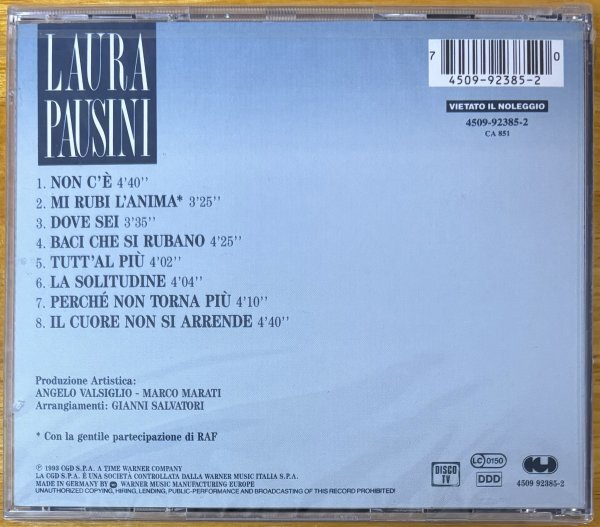 LAURA
PAUSINI
7 0
4509-92385-2
VIETATO IL NOLEGGIO
4509-92385-2
CA 851
1. NON C'È 4'40''
2. MI RUBI L'ANIMA* 3'25''
3. DOVE SEI 3'35''
4. BACI CHE SI RUBANO 4'25''
5. TUTT'AL PIÙ 4'02''
6. LA SOLITUDINE 4'04''
7. PERCHÉ NON TORNA PIÙ 4'10''
8. IL CUORE NON SI ARRENDE 4'40''
Produzione Artistica:
ANGELO VALSIGLIO - MARCO MARATI
Arrangiamenti: GIANNI SALVATORI
* Con la gentile partecipazione di RAF
℗ 1993 CGD S.P.A. A TIME WARNER COMPANY
LA CGD S.P.A. È UNA SOCIETÀ CONTROLLATA DALLA WARNER MUSIC ITALIA S.P.A.
MADE IN GERMANY BY WARNER MUSIC MANUFACTURING EUROPE
UNAUTHORIZED COPYING, HIRING, LENDING, PUBLIC-PERFORMANCE AND BROADCASTING OF THIS RECORD PROHIBITED!
DISCO
TV
LC 0150
DDD
4509 92385-2